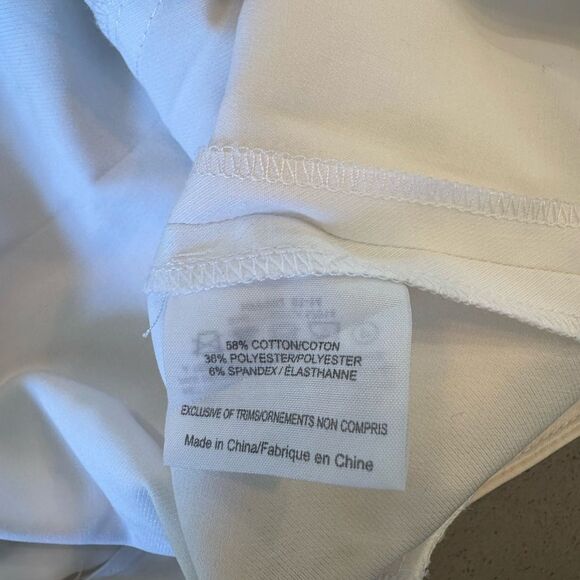 58% COTTON/COTON
36% POLYESTER/POLYESTER
6% SPANDEX / ÉLASTHANNE
EXCLUSIVE OF TRIMS/ORNEMENTS NON COMPRIS
Made in China/Fabrique en Chine